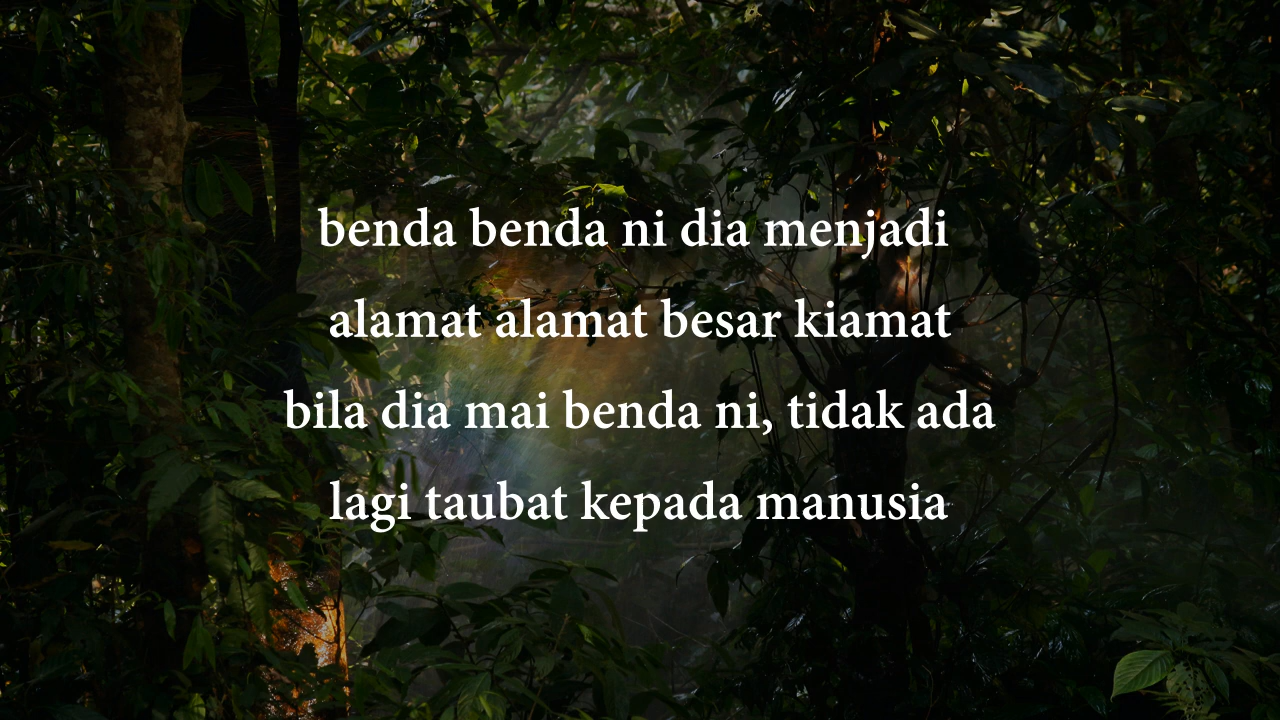 benda benda ni dia menjadi
alamat alamat besar kiamat
bila dia mai benda ni, tidak ada
lagi taubat kepada manusia